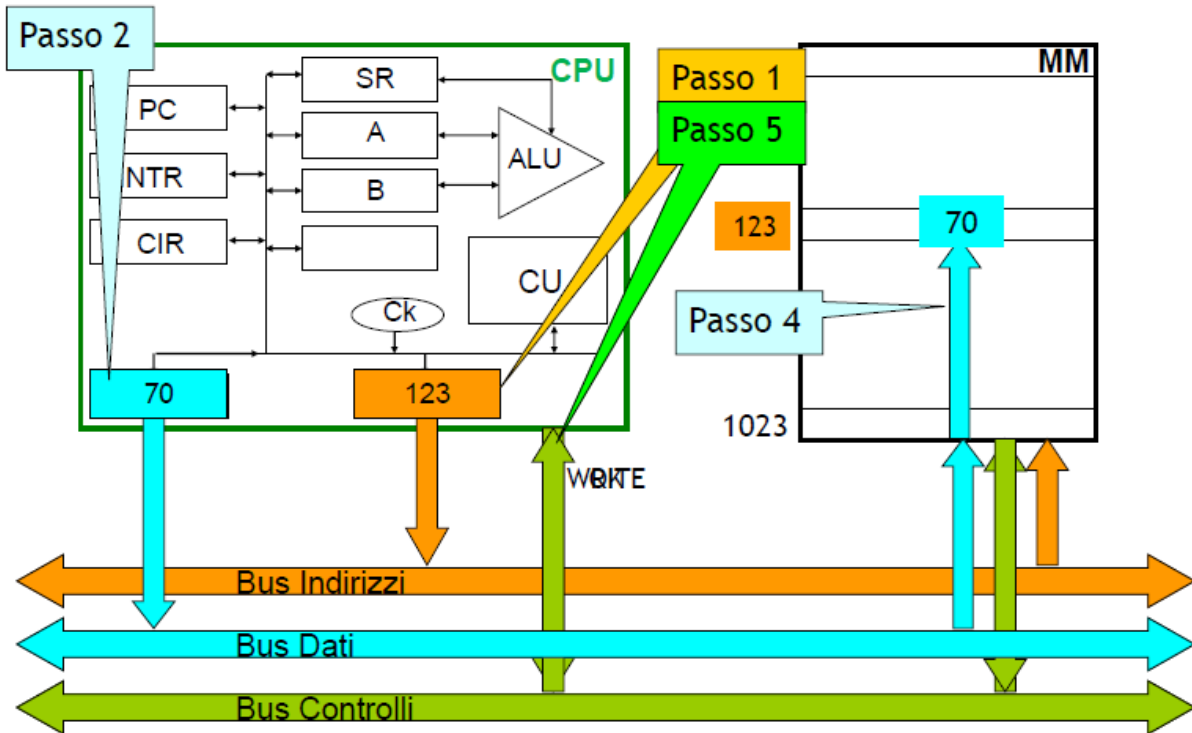 Passo 2
CPU
MM
SR
Passo 1
PC
A
Passo 5
ALU
NTR
B
123
70
CIR
CU
Ck
Passo 4
70
123
1023
Bus Indirizzi
Bus Dati
Bus Controlli